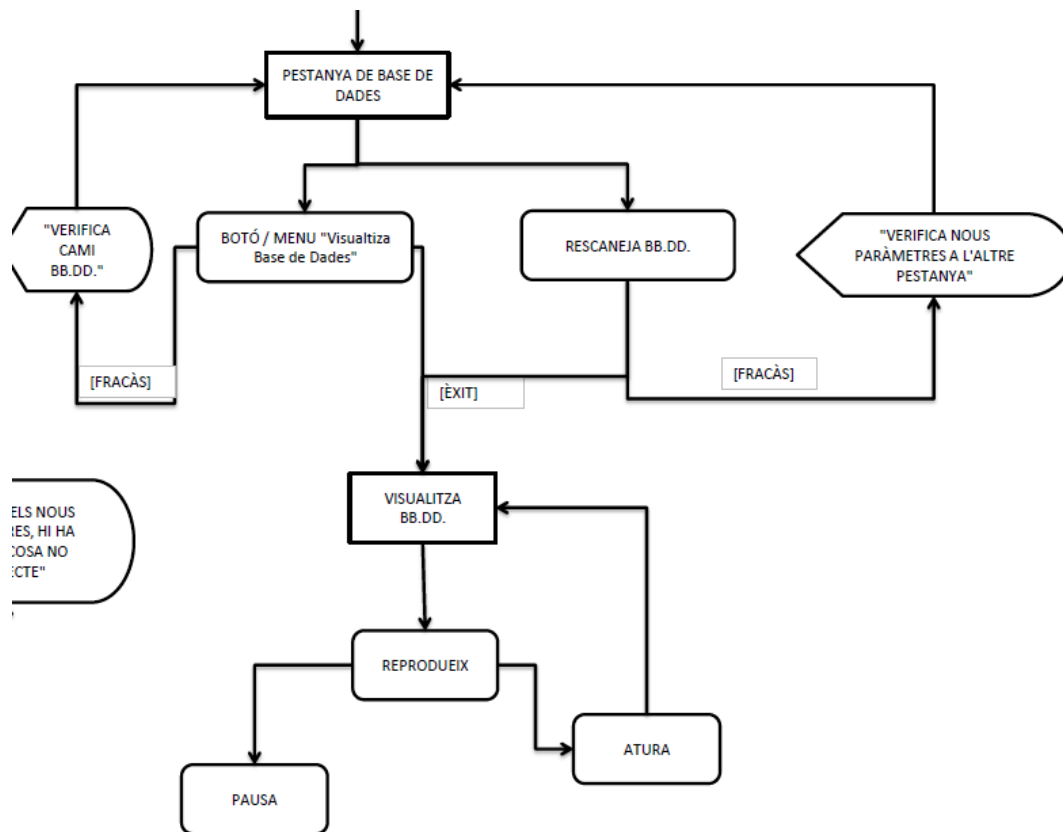 PESTANYA DE BASE DE
DADES
"VERIFICA
CAMI
BB.DD."
BOTÓ / MENU "Visualtiza
Base de Dades"
RESCANEJA BB.DD.
"VERIFICA NOUS
PARÀMETRES A L'ALTRE
PESTANYA"
[FRACÀS]
[ÈXIT]
[FRACÀS]
VISUALITZA
BB.DD.
ELS NOUS
RES, HI HA
COSA NO
ECTE"
REPRODUEIX
ATURA
PAUSA